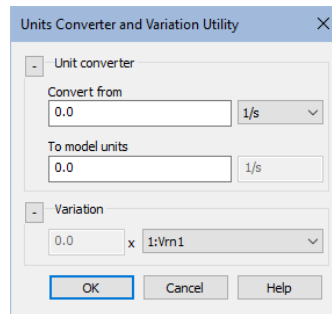 Units Converter and Variation Utility
- Unit converter
Convert from
0.0 1/s
To model units
0.0 1/s
- Variation
0.0 x 1:Vrn1
OK Cancel Help